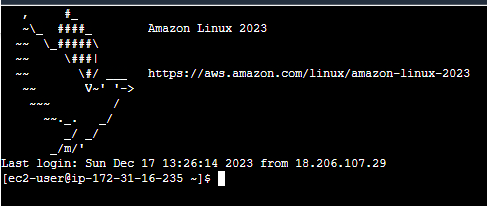 ,     #_
   ~\_  ####_        Amazon Linux 2023
  ~~  \_#####\
  ~~     \###|
  ~~       \#/ ___   https://aws.amazon.com/linux/amazon-linux-2023
   ~~       V~' '->
    ~~~         /
      ~~._.   _/
         _/ _/
       _/m/'
Last login: Sun Dec 17 13:26:14 2023 from 18.206.107.29
[ec2-user@ip-172-31-16-235 ~]$